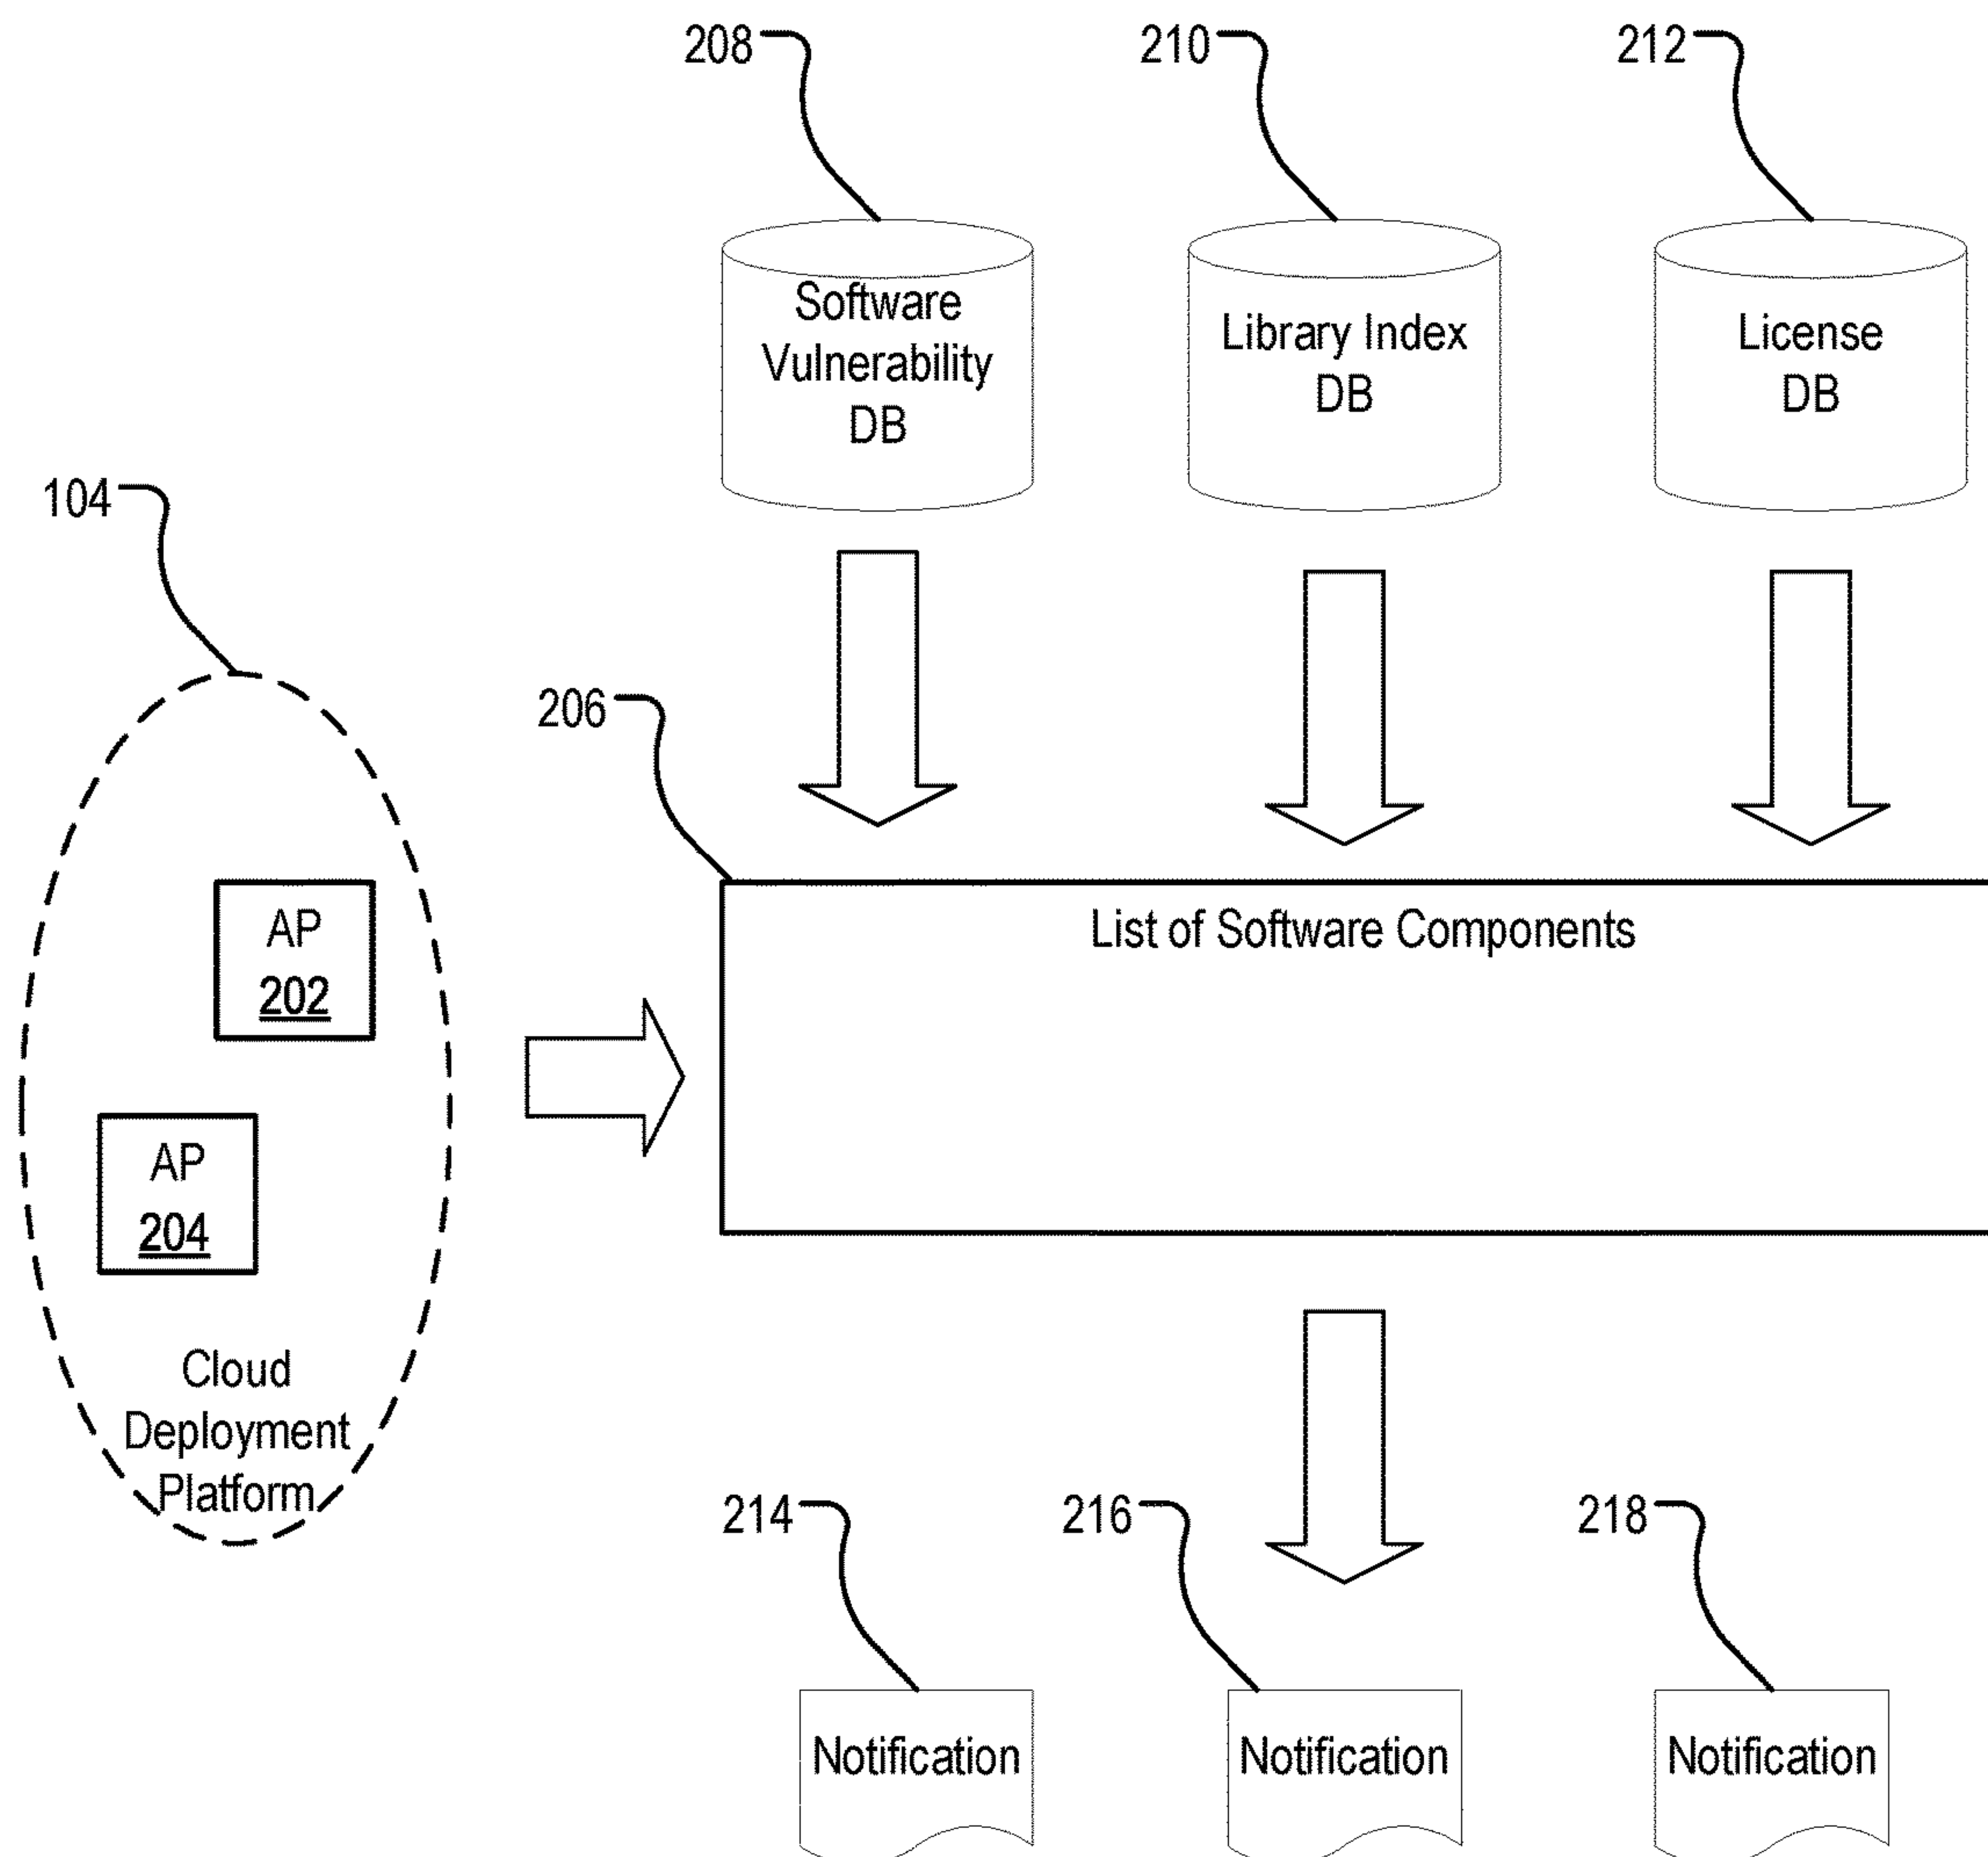 208
210
212
Software
Vulnerability
DB
Library Index
DB
License
DB
104
206
AP
202
List of Software Components
AP
204
Cloud
Deployment
Platform
214
216
218
Notification
Notification
Notification